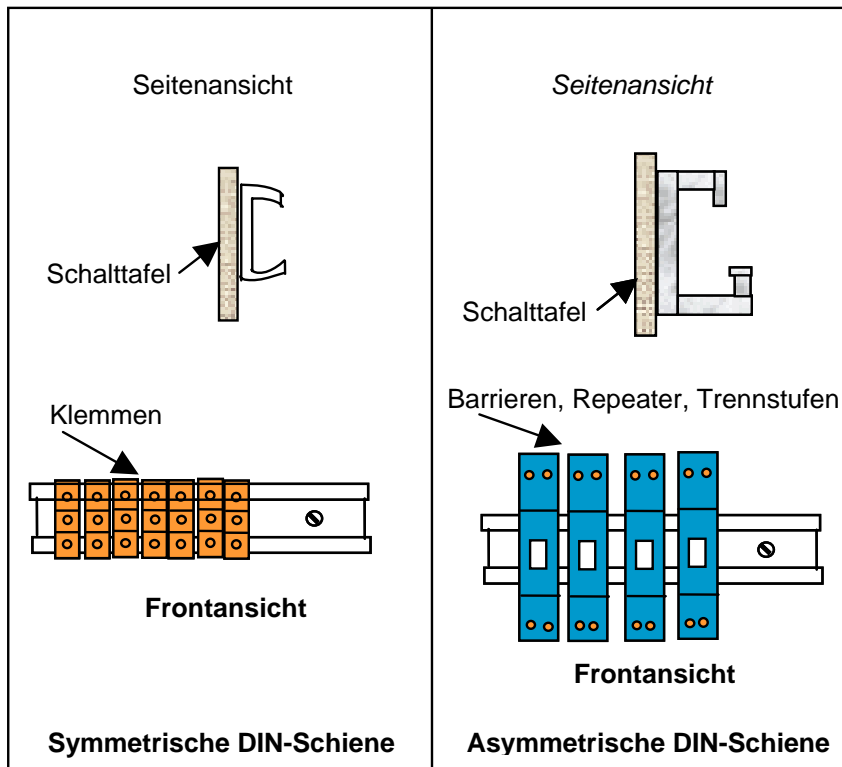 Seitenansicht
Schalttafel
Klemmen
Frontansicht
Symmetrische DIN-Schiene
Seitenansicht
Schalttafel
Barrieren, Repeater, Trennstufen
Frontansicht
Asymmetrische DIN-Schiene